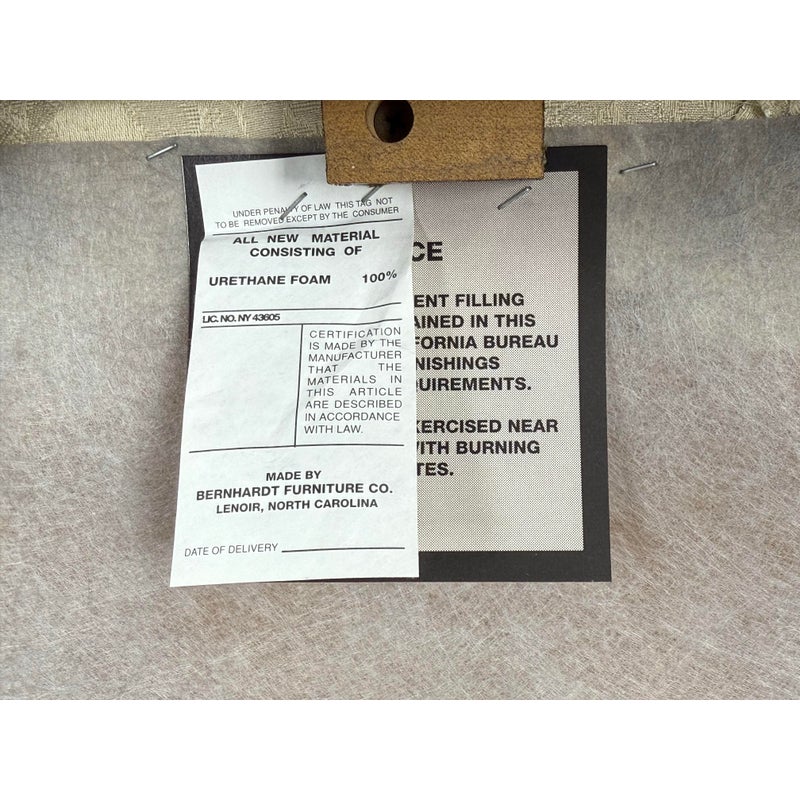 UNDER PENALTY OF LAW THIS TAG NOT
TO BE REMOVED EXCEPT BY THE CONSUMER
ALL NEW MATERIAL
CONSISTING OF
URETHANE FOAM 100%
LIC. NO. NY 43605
CERTIFICATION
IS MADE BY THE
MANUFACTURER
THAT THE
MATERIALS IN
THIS ARTICLE
ARE DESCRIBED
IN ACCORDANCE
WITH LAW.
MADE BY
BERNHARDT FURNITURE CO.
LENOIR, NORTH CAROLINA
DATE OF DELIVERY
CE
ENT FILLING
AINED IN THIS
FORNIA BUREAU
NISHINGS
QUIREMENTS.
XERCISED NEAR
WITH BURNING
TES.